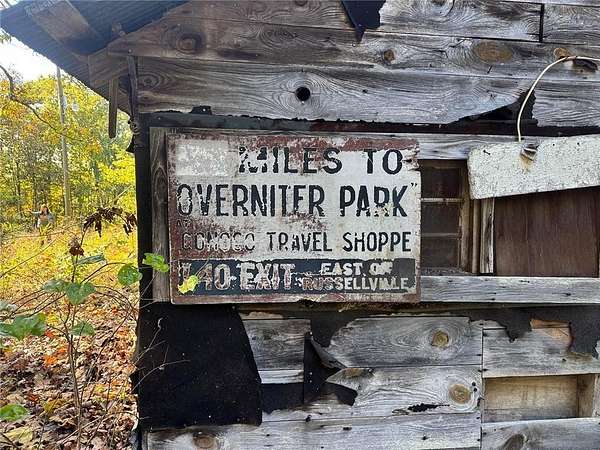 MILES TO
"OVERNITER PARK"
CONOCO TRAVEL SHOPPE
I-40 EXIT EAST OF
RUSSELLVILLE